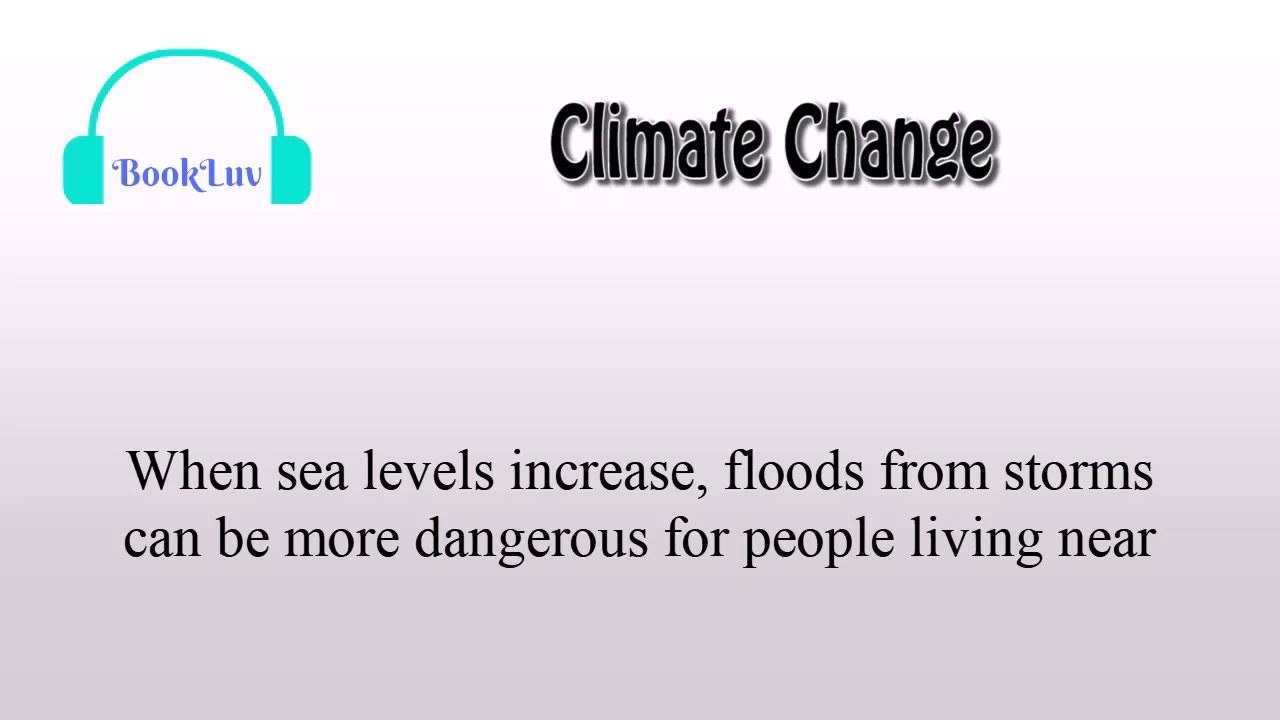 BookLuv
Climate Change
When sea levels increase, floods from storms
can be more dangerous for people living near